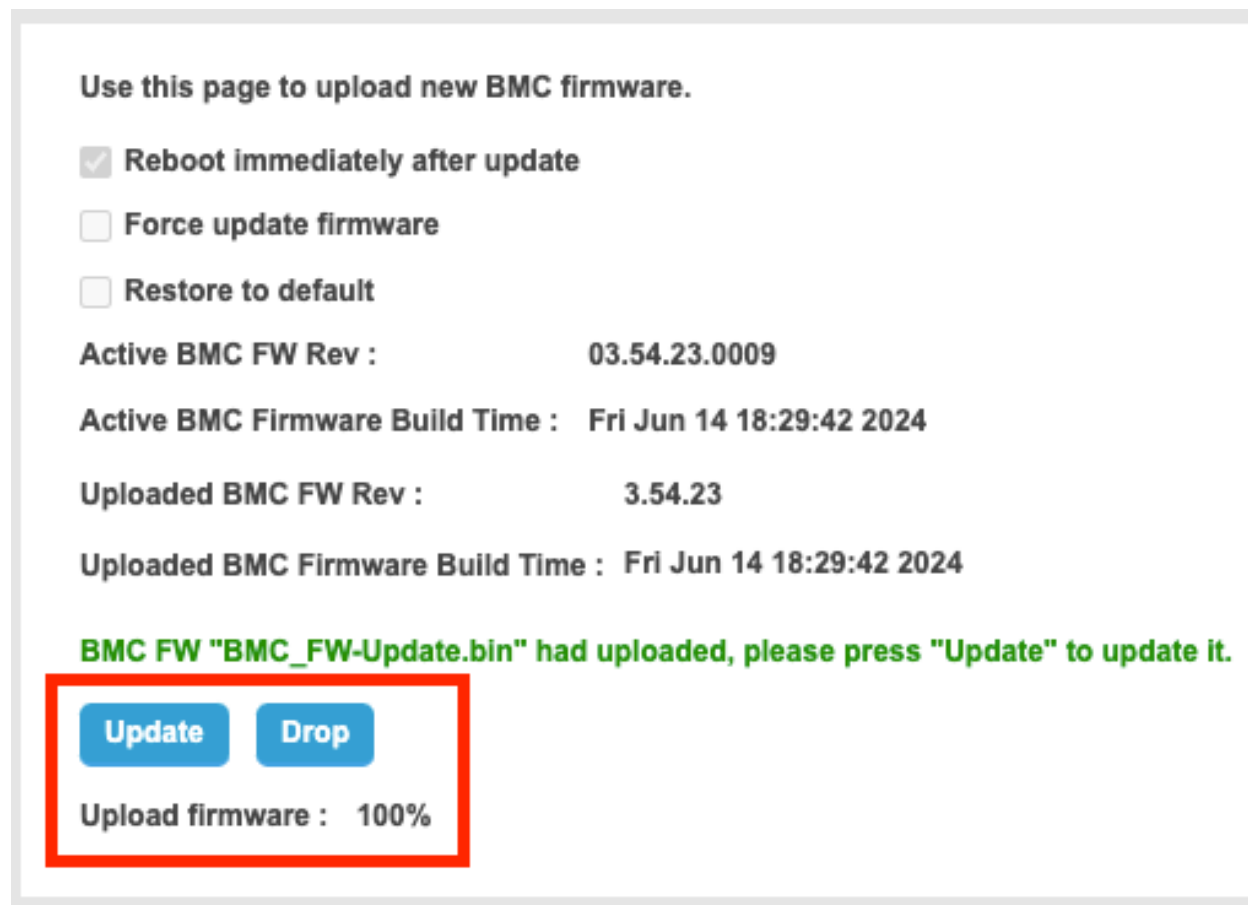 Use this page to upload new BMC firmware.
Reboot immediately after update
Force update firmware
Restore to default
Active BMC FW Rev : 03.54.23.0009
Active BMC Firmware Build Time : Fri Jun 14 18:29:42 2024
Uploaded BMC FW Rev : 3.54.23
Uploaded BMC Firmware Build Time : Fri Jun 14 18:29:42 2024
BMC FW "BMC_FW-Update.bin" had uploaded, please press "Update" to update it.
Update Drop
Upload firmware : 100%